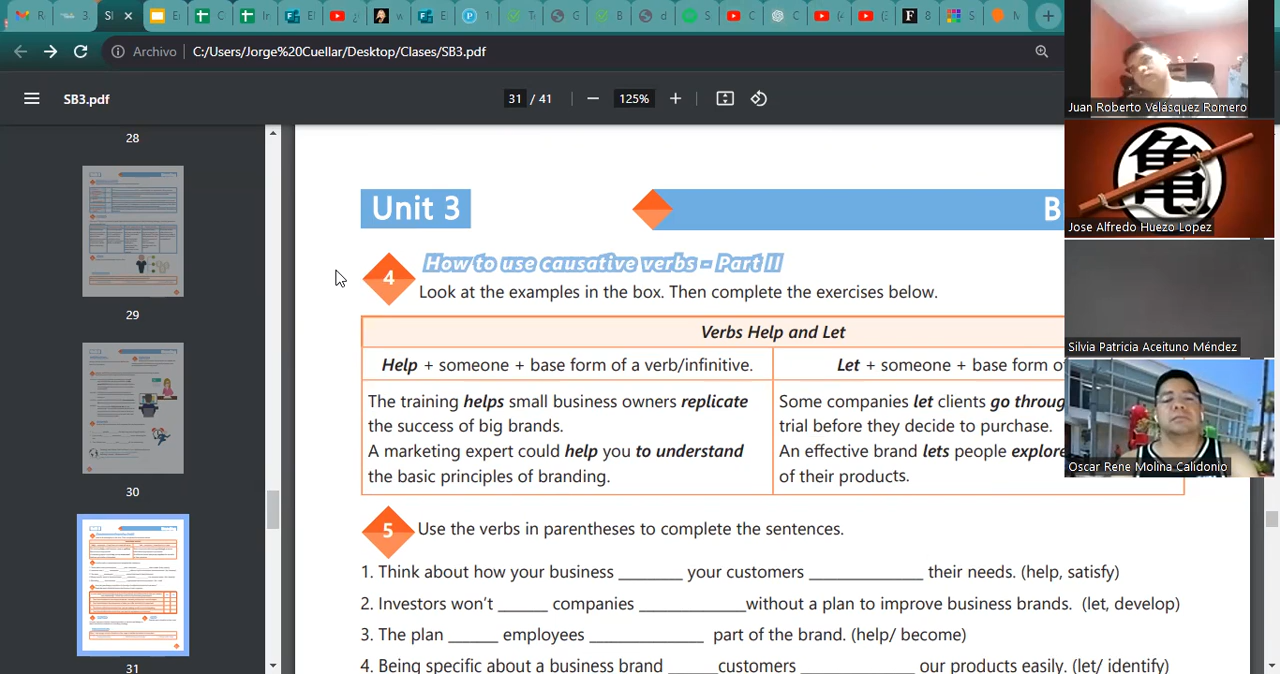 Archivo C:/Users/Jorge%20Cuellar/Desktop/Clases/SB3.pdf
SB3.pdf
31 / 41
125%
28
29
30
31
Unit 3
B
4
How to use causative verbs - Part II
Look at the examples in the box. Then complete the exercises below.
Verbs Help and Let
Help + someone + base form of a verb/infinitive.
Let + someone + base form of
The training helps small business owners replicate
the success of big brands.
A marketing expert could help you to understand
the basic principles of branding.
Some companies let clients go throug
trial before they decide to purchase.
An effective brand lets people explore
of their products.
5
Use the verbs in parentheses to complete the sentences.
1. Think about how your business ________ your customers ______________ their needs. (help, satisfy)
2. Investors won't ______ companies _____________without a plan to improve business brands. (let, develop)
3. The plan ______ employees ______________ part of the brand. (help/ become)
4. Being specific about a business brand ______customers ______________ our products easily. (let/ identify)
Juan Roberto Velásquez Romero
亀
Jose Alfredo Huezo Lopez
Silvia Patricia Aceituno Méndez
Oscar Rene Molina Calidonio